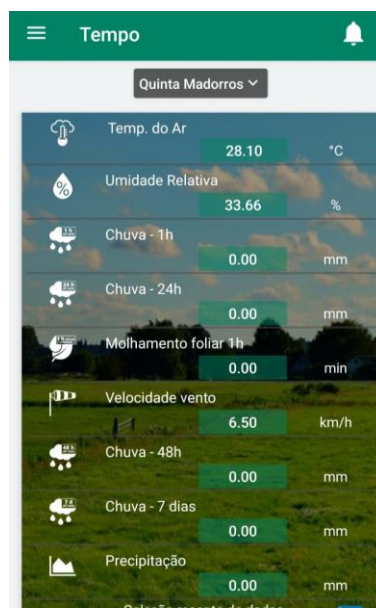 Tempo
Quinta Madorros
Temp. do Ar
28.10 °C
Umidade Relativa
33.66 %
Chuva - 1h
0.00 mm
Chuva - 24h
0.00 mm
Molhamento foliar 1h
0.00 min
Velocidade vento
6.50 km/h
Chuva - 48h
0.00 mm
Chuva - 7 dias
0.00 mm
Precipitação
0.00 mm